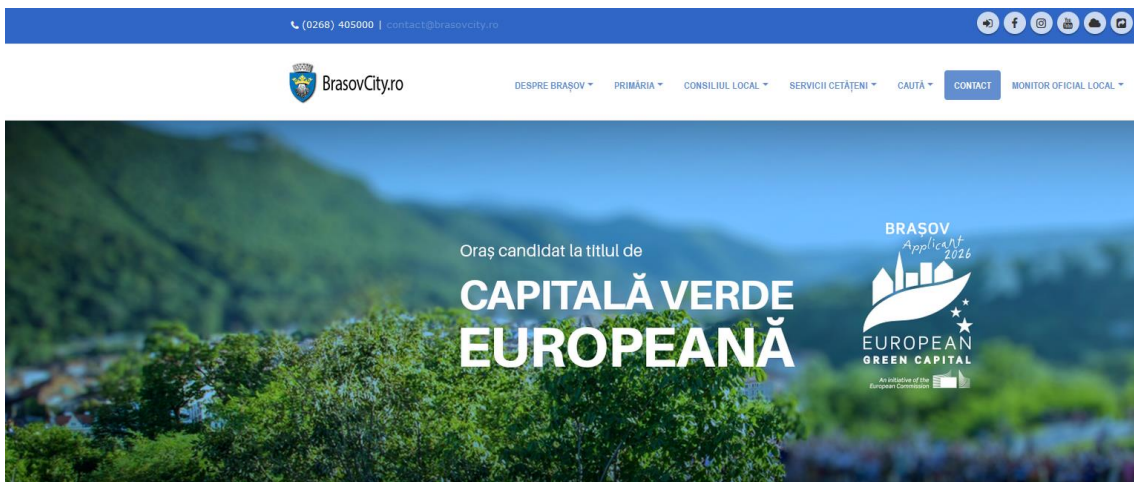 (0268) 405000 | contact@brasovcity.ro
BrasovCity.ro
DESPRE BRAȘOV
PRIMĂRIA
CONSILIUL LOCAL
SERVICII CETĂȚENI
CAUTĂ
CONTACT
MONITOR OFICIAL LOCAL
Oraș candidat la titlul de
CAPITALĂ VERDE
EUROPEANĂ
BRAȘOV
Applicant
2026
EUROPEAN
GREEN CAPITAL
An initiative of the
European Commission